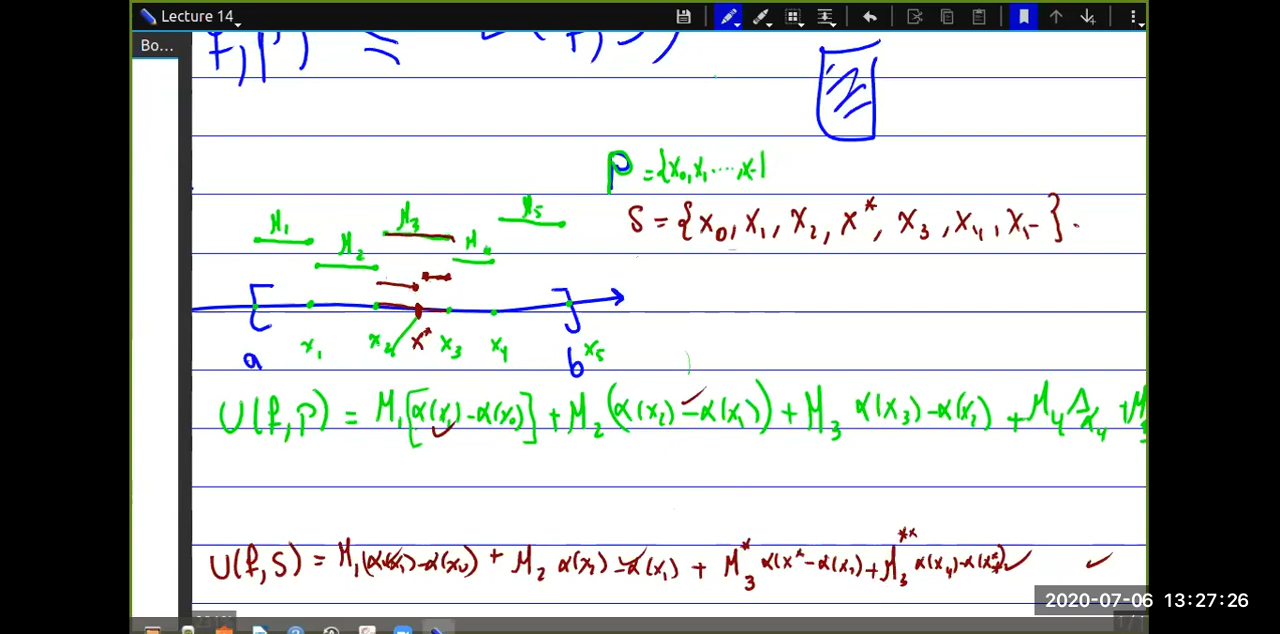 Lecture 14
Bo...
P = {x₀, x₁, ..., x
S = {x₀, x₁, x₂, x*, x₃, x₄, x₅}.
M₁ M₂ M₃ M₄ M₅
a x₁ x₂ x* x₃ x₄ b x₅
U(f,p) = M₁[α(x₁)-α(x₀)] + M₂(α(x₂)-α(x₁)) + M₃ α(x₃)-α(x₂) + M₄ Δα₄ + M₅
U(f,S) = M₁(α(x₁)-α(x₀)) + M₂ α(x₂)-α(x₁) + M₃* α(x*-α(x₂)+M₃** α(x₄)-α(x*)
2020-07-06 13:27:26